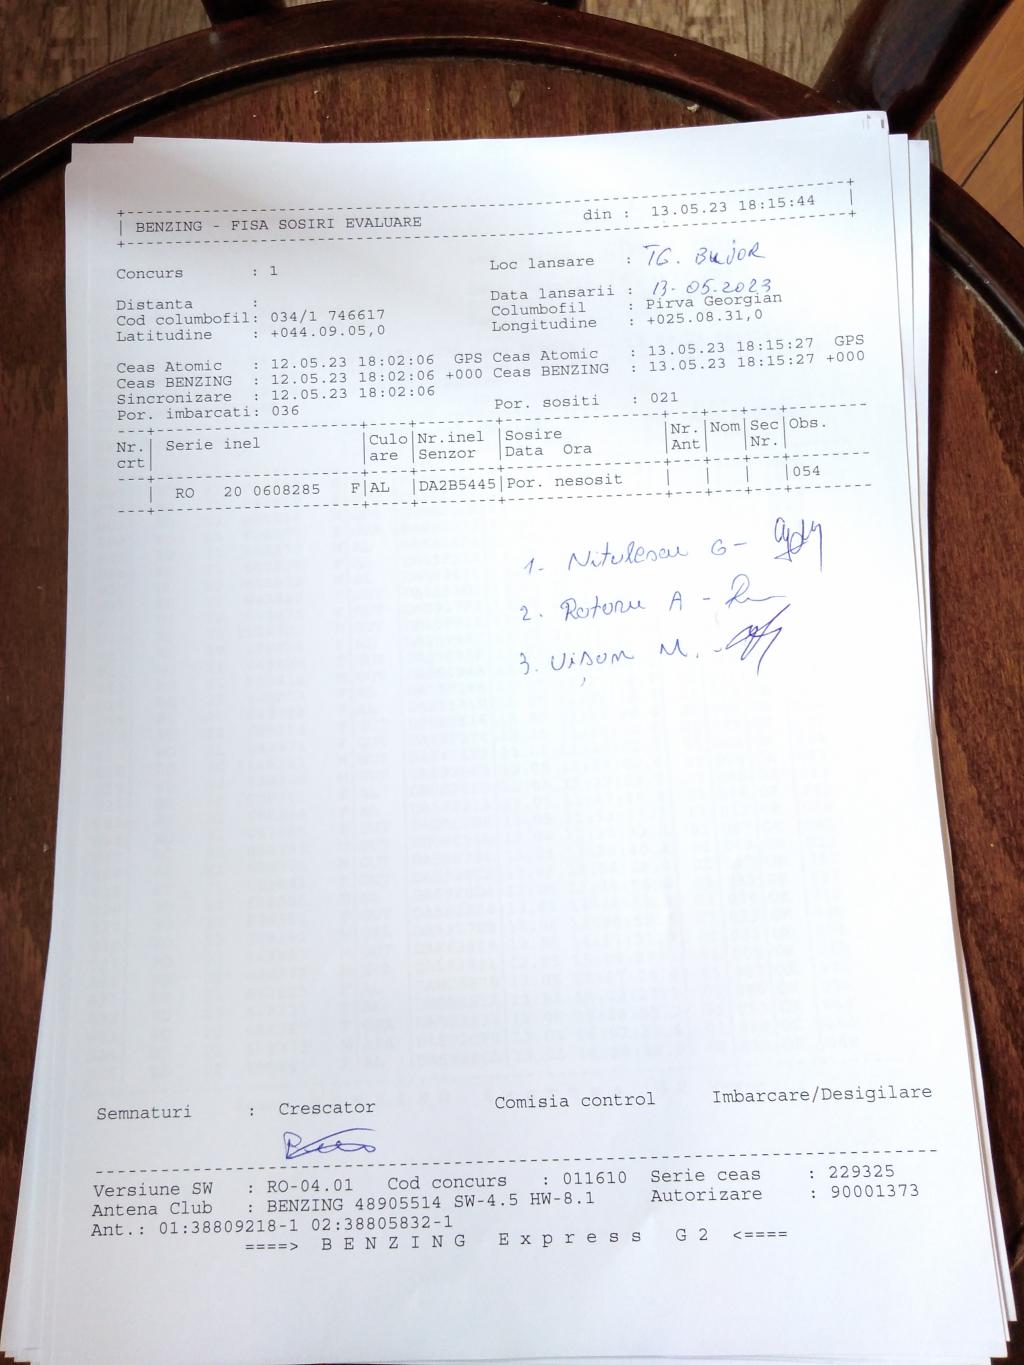 +---------------------------------------------------------------------------+
| BENZING - FISA SOSIRI EVALUARE din : 13.05.23 18:15:44 |
+---------------------------------------------------------------------------+
Concurs : 1 Loc lansare : TG. BUJOR
Distanta : Data lansarii : 13.05.2023
Cod columbofil: 034/1 746617 Columbofil : Pirva Georgian
Latitudine : +044.09.05,0 Longitudine : +025.08.31,0
Ceas Atomic : 12.05.23 18:02:06 GPS Ceas Atomic : 13.05.23 18:15:27 GPS
Ceas BENZING : 12.05.23 18:02:06 +000 Ceas BENZING : 13.05.23 18:15:27 +000
Sincronizare : 12.05.23 18:02:06
Por. imbarcati: 036 Por. sositi : 021
Nr. | Serie inel |Culo|Nr.inel |Sosire |Nr.|Nom|Sec|Obs.
crt| |are |Senzor |Data Ora |Ant| |Nr.|
| RO 20 0608285 F|AL |DA2B5445|Por. nesosit | | | |054
1. Nitulescu G -
2. Rotonu A -
3. Vișan M. -
Semnaturi : Crescator Comisia control Imbarcare/Desigilare
Versiune SW : RO-04.01 Cod concurs : 011610 Serie ceas : 229325
Antena Club : BENZING 48905514 SW-4.5 HW-8.1 Autorizare : 90001373
Ant.: 01:38809218-1 02:38805832-1
====> B E N Z I N G E x p r e s s G 2 <====